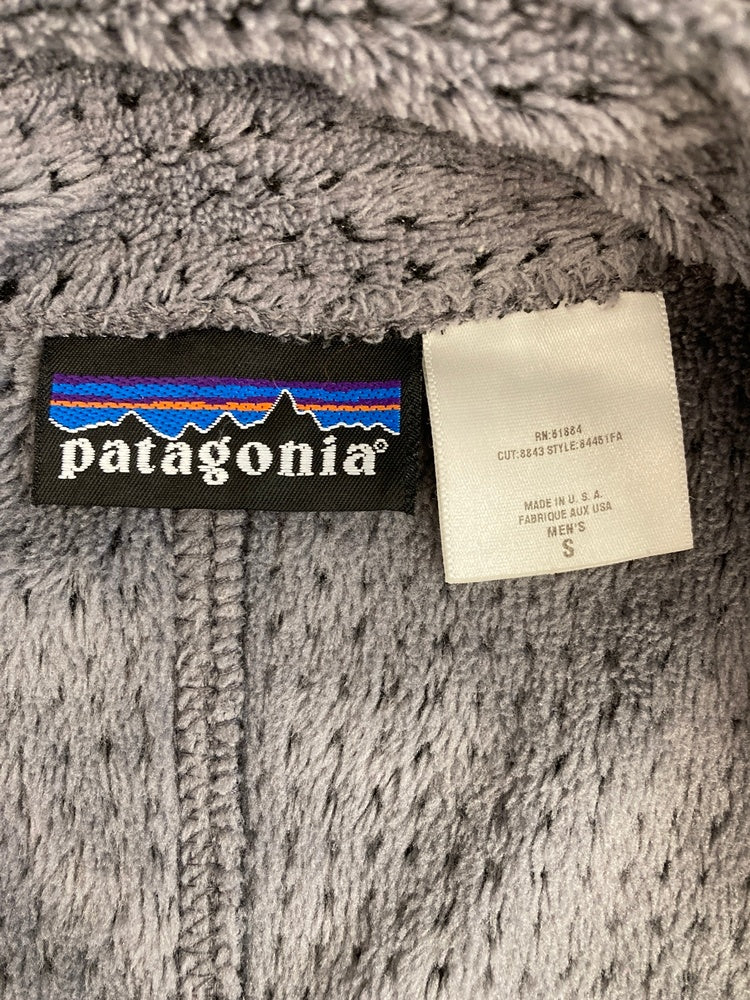 patagonia®
RN:51884
CUT:8843 STYLE:84451FA
MADE IN U. S. A.
FABRIQUE AUX USA
MEN'S
S